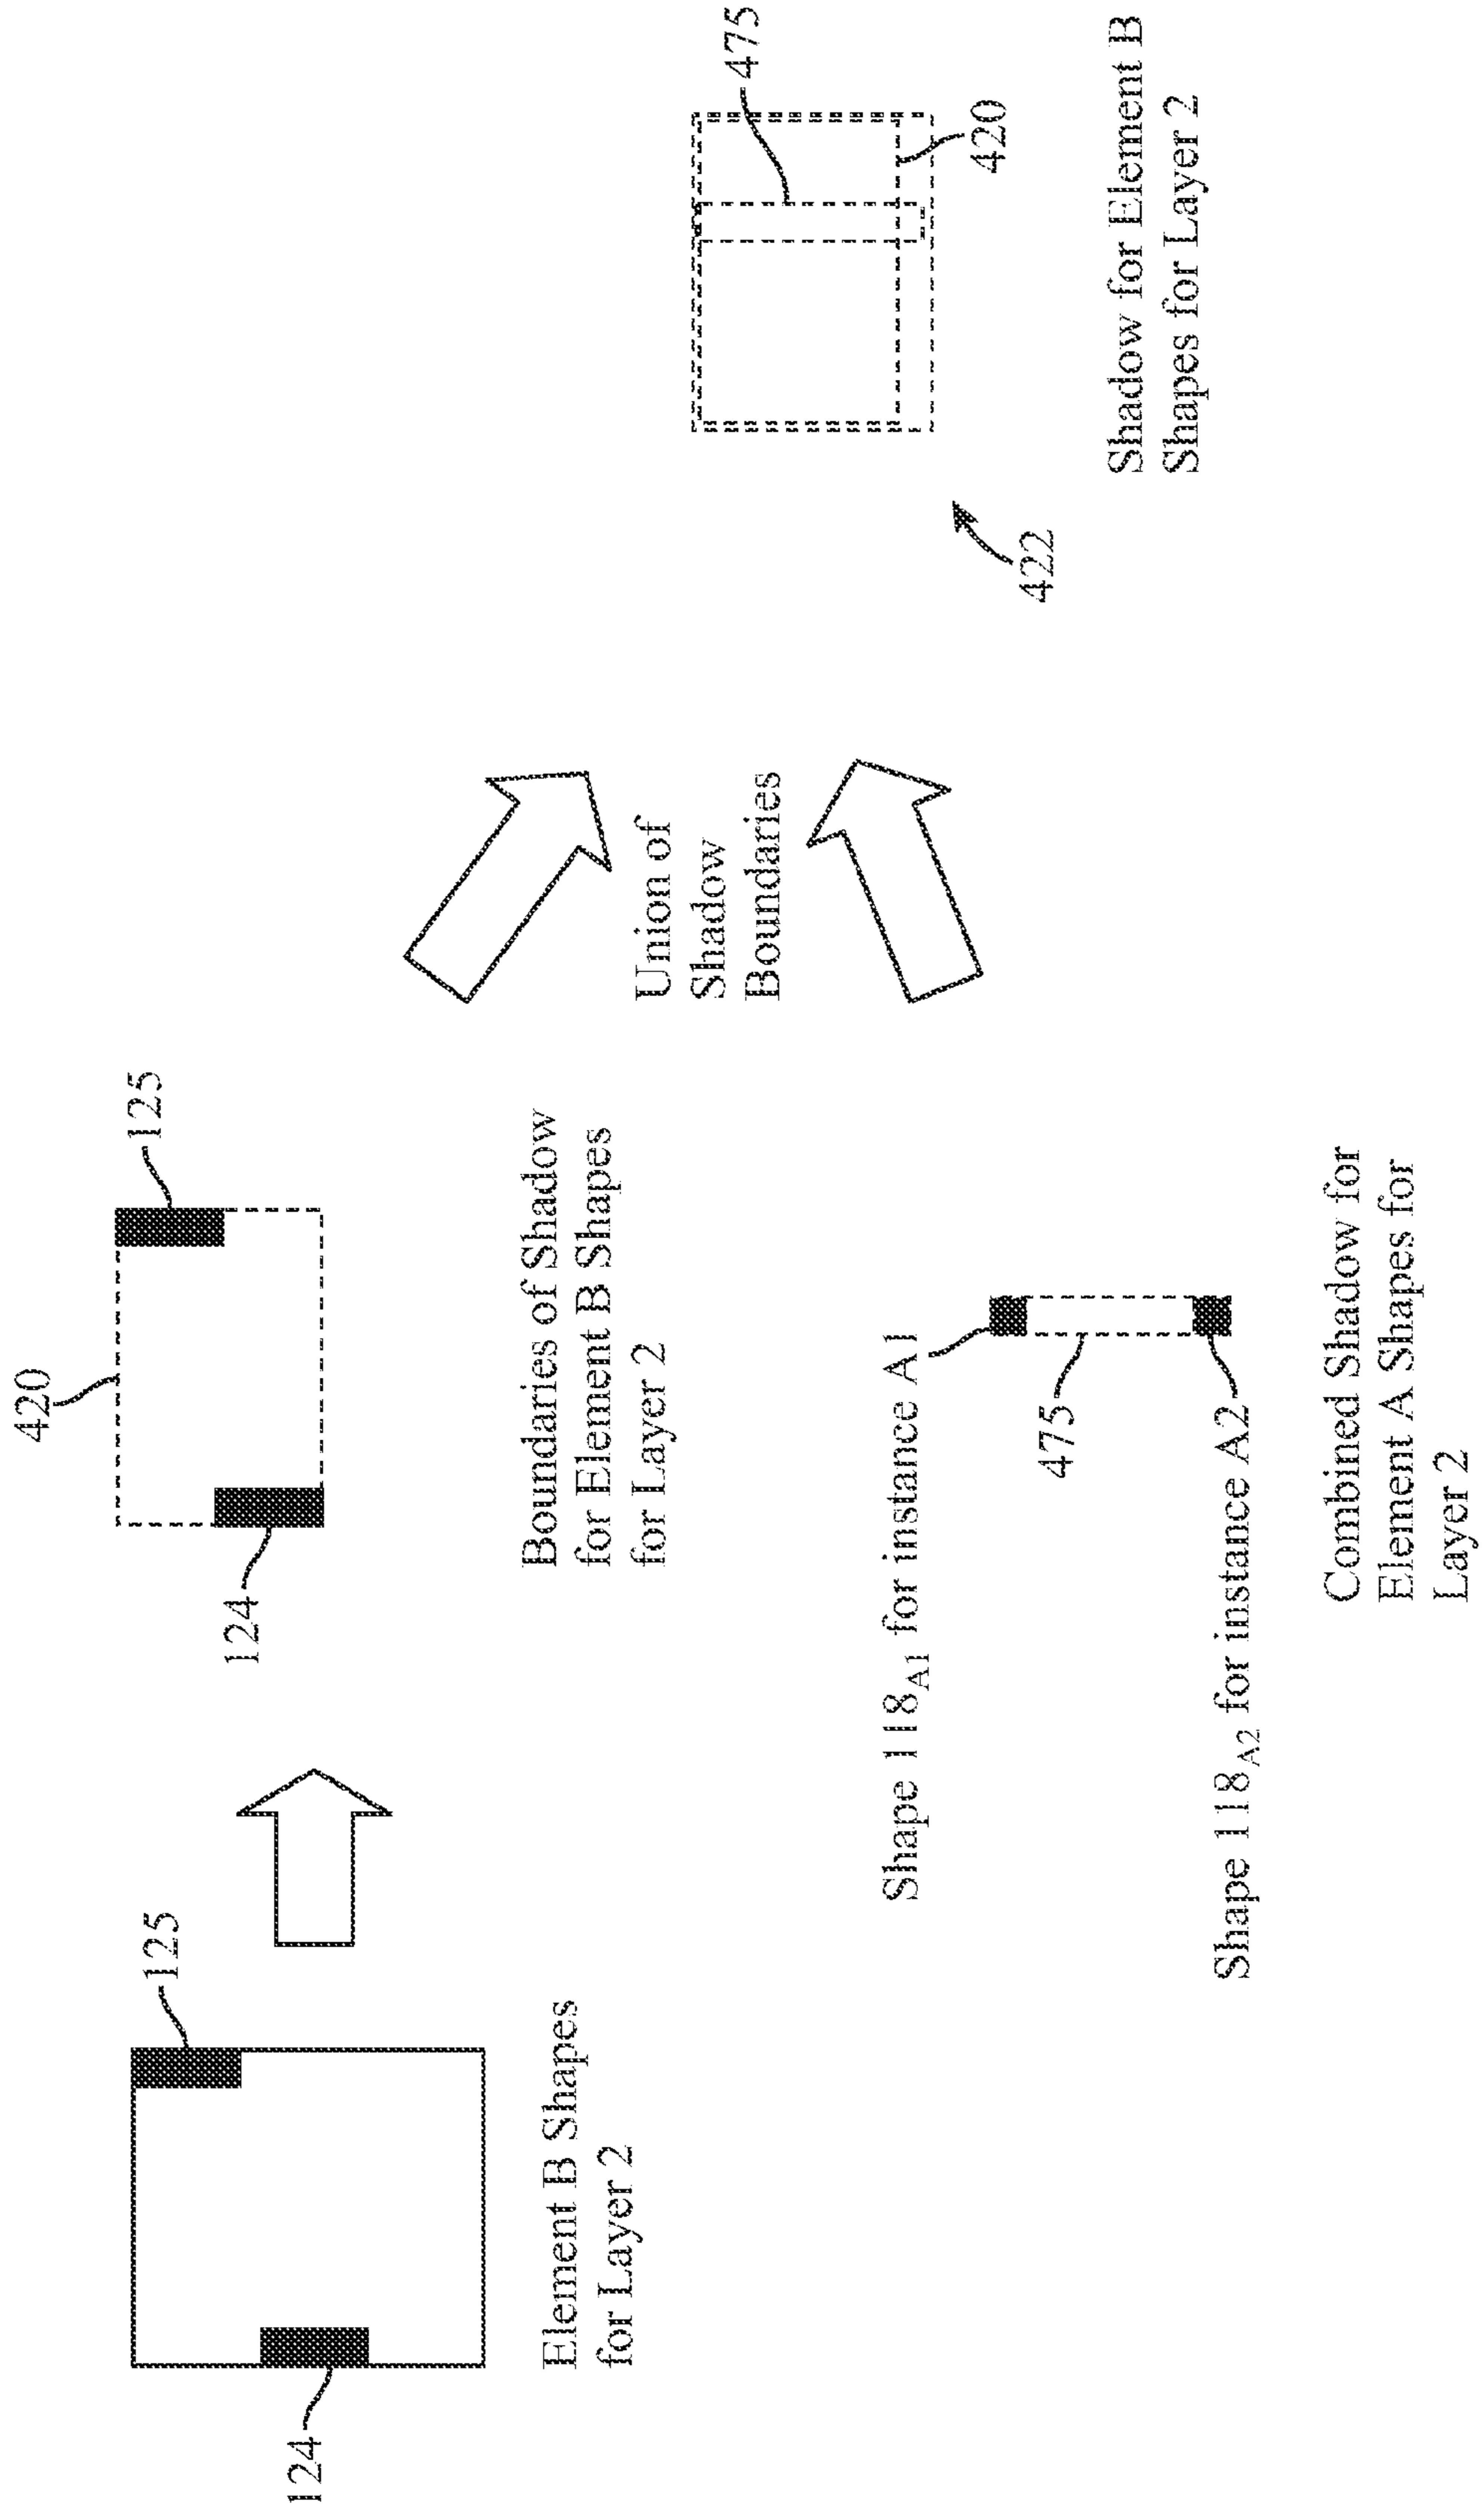 124
125
Element B Shapes
for Layer 2
420
124
125
Boundaries of Shadow
for Element B Shapes
for Layer 2
Shape 118A1 for instance A1
475
Shape 118A2 for instance A2
Combined Shadow for
Element A Shapes for
Layer 2
Union of
Shadow
Boundaries
475
420
422
Shadow for Element B
Shapes for Layer 2